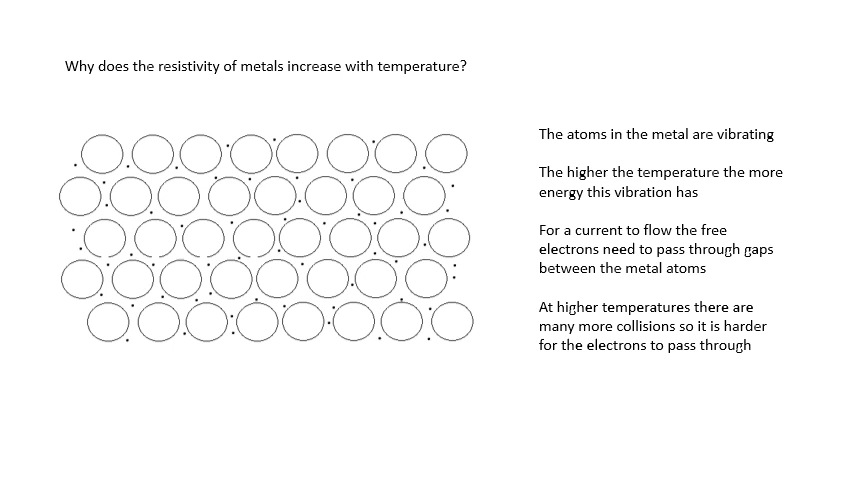 Why does the resistivity of metals increase with temperature?
The atoms in the metal are vibrating
The higher the temperature the more
energy this vibration has
For a current to flow the free
electrons need to pass through gaps
between the metal atoms
At higher temperatures there are
many more collisions so it is harder
for the electrons to pass through